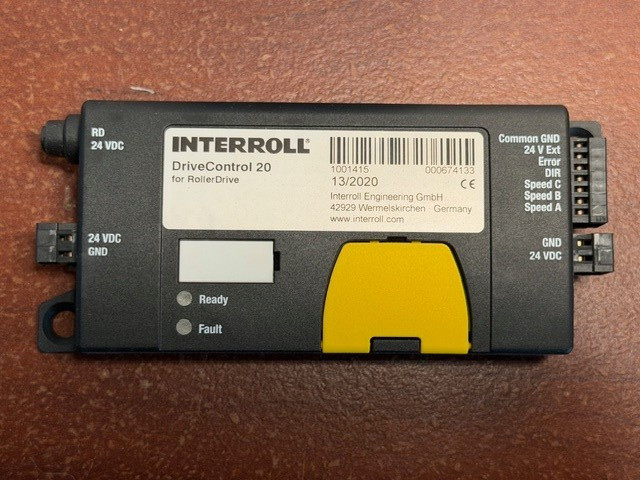 RD
24 VDC
24 VDC
GND
INTERROLL
DriveControl 20
for RollerDrive
1001415 000674133
13/2020 CE
Interroll Engineering GmbH
42929 Wermelskirchen - Germany
www.interroll.com
Ready
Fault
Common GND
24 V Ext
Error
DIR
Speed C
Speed B
Speed A
GND
24 VDC